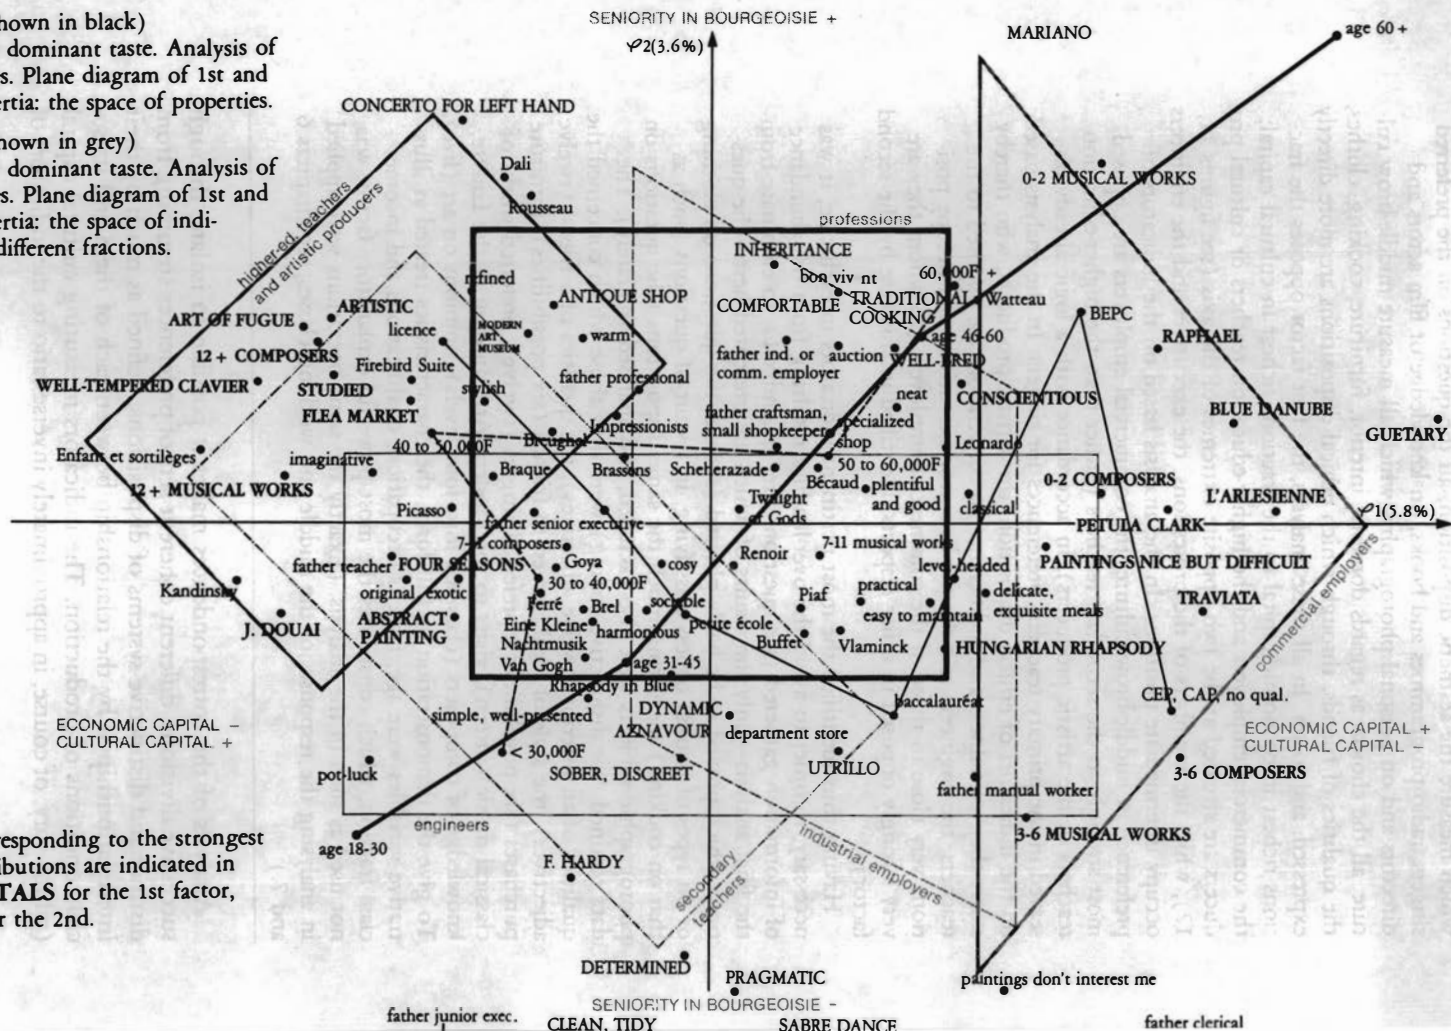 hown in black)
dominant taste. Analysis of
s. Plane diagram of 1st and
ertia: the space of properties.
hown in grey)
dominant taste. Analysis of
s. Plane diagram of 1st and
ertia: the space of indi-
different fractions.
SENIORITY IN BOURGEOISIE +
φ2(3.6%)
MARIANO
age 60 +
CONCERTO FOR LEFT HAND
Dali
Rousseau
0-2 MUSICAL WORKS
higher-ed. teachers
and artistic producers
professions
INHERITANCE
refined
bon viv nt
60,000F +
ANTIQUE SHOP
COMFORTABLE
TRADITIONAL
COOKING
Watteau
ARTISTIC
ART OF FUGUE
licence
MODERN
ART
MUSEUM
warm
BEPC
age 46-60
RAPHAEL
12 + COMPOSERS
Firebird Suite
father ind. or
comm. employer
auction
WELL-BRED
WELL-TEMPERED CLAVIER
STUDIED
stylish
father professional
neat
CONSCIENTIOUS
FLEA MARKET
Impressionists
father craftsman,
small shopkeeper
specialized
shop
BLUE DANUBE
GUETARY
40 to 50,000F
Breughel
Leonardo
Enfant et sortilèges
imaginative
Braque
Brassens
Scheherazade
50 to 60,000F
Bécaud
plentiful
and good
0-2 COMPOSERS
12 + MUSICAL WORKS
L'ARLESIENNE
Picasso
Twilight
of Gods
classical
father senior executive
PETULA CLARK
φ1(5.8%)
7-11 composers
7-11 musical works
father teacher
FOUR SEASONS
Goya
cosy
Renoir
level-headed
PAINTINGS NICE BUT DIFFICULT
Kandinsky
original
exotic
30 to 40,000F
practical
delicate,
exquisite meals
TRAVIATA
Ferré
Brel
sociable
Piaf
easy to maintain
J. DOUAI
ABSTRACT
PAINTING
Eine Kleine
Nachtmusik
harmonious
petite école
Buffet
Vlaminck
HUNGARIAN RHAPSODY
commercial employers
Van Gogh
age 31-45
Rhapsody in Blue
baccalauréat
CEP, CAP, no qual.
simple, well-presented
DYNAMIC
AZNAVOUR
department store
ECONOMIC CAPITAL –
CULTURAL CAPITAL +
ECONOMIC CAPITAL +
CULTURAL CAPITAL –
< 30,000F
SOBER, DISCREET
UTRILLO
pot-luck
3-6 COMPOSERS
father manual worker
engineers
3-6 MUSICAL WORKS
age 18-30
industrial employers
F. HARDY
secondary
teachers
responding to the strongest
ibutions are indicated in
TALS for the 1st factor,
r the 2nd.
DETERMINED
PRAGMATIC
paintings don't interest me
SENIORITY IN BOURGEOISIE –
father junior exec.
CLEAN, TIDY
SABRE DANCE
father clerical